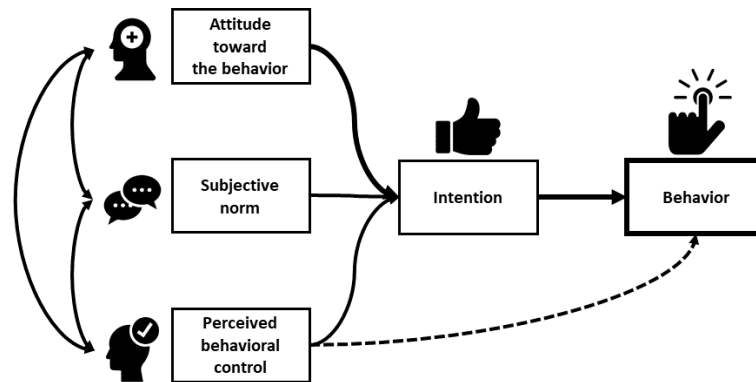 Attitude
toward
the behavior
Subjective
norm
Intention
Behavior
Perceived
behavioral
control